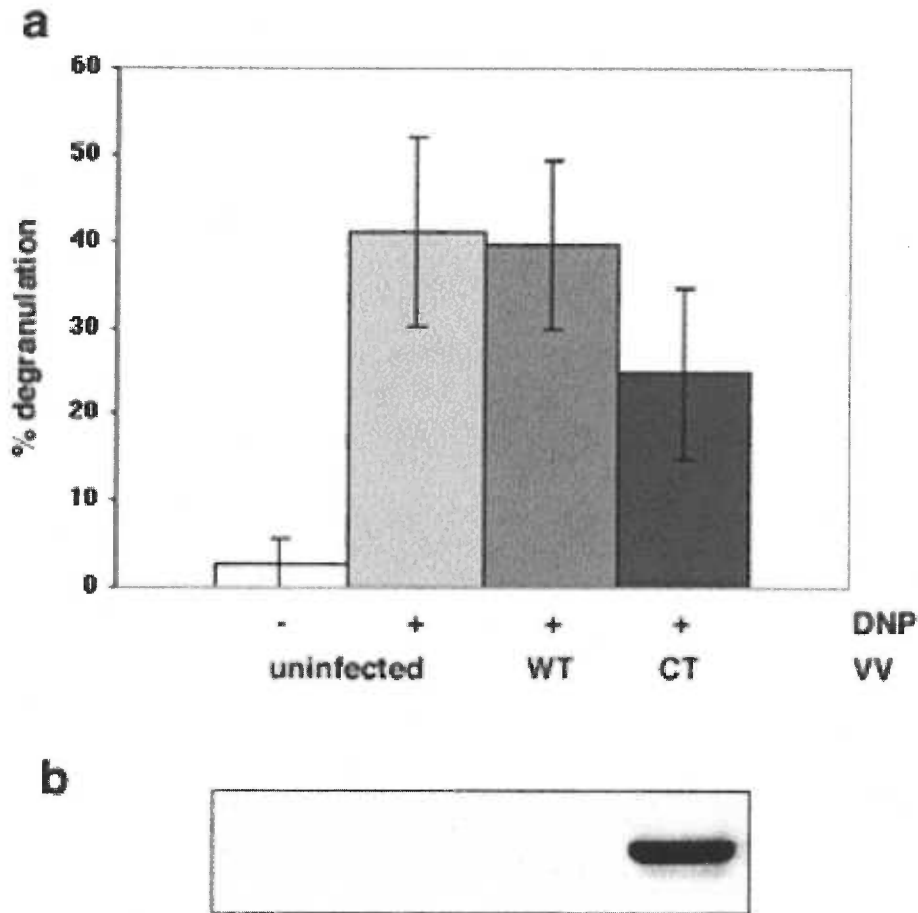 a
60
50
40
30
20
10
0
% degranulation
- + + + DNP
uninfected WT CT VV
b